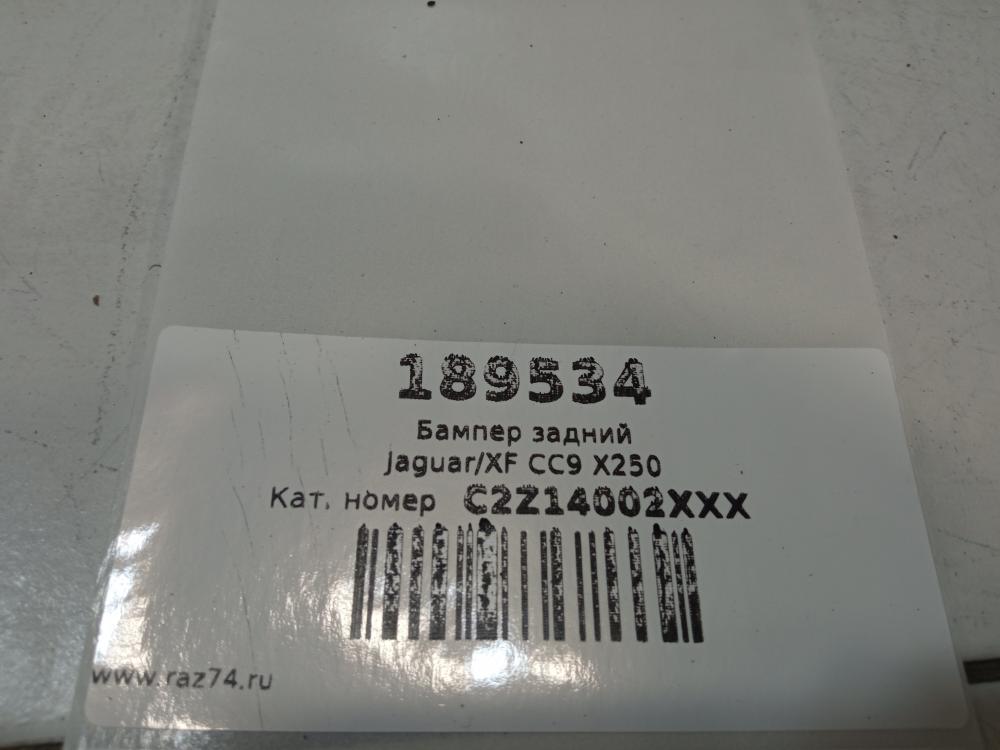 189534
Бампер задний
Jaguar/XF CC9 X250
Кат. номер C2Z14002XXX
www.raz74.ru